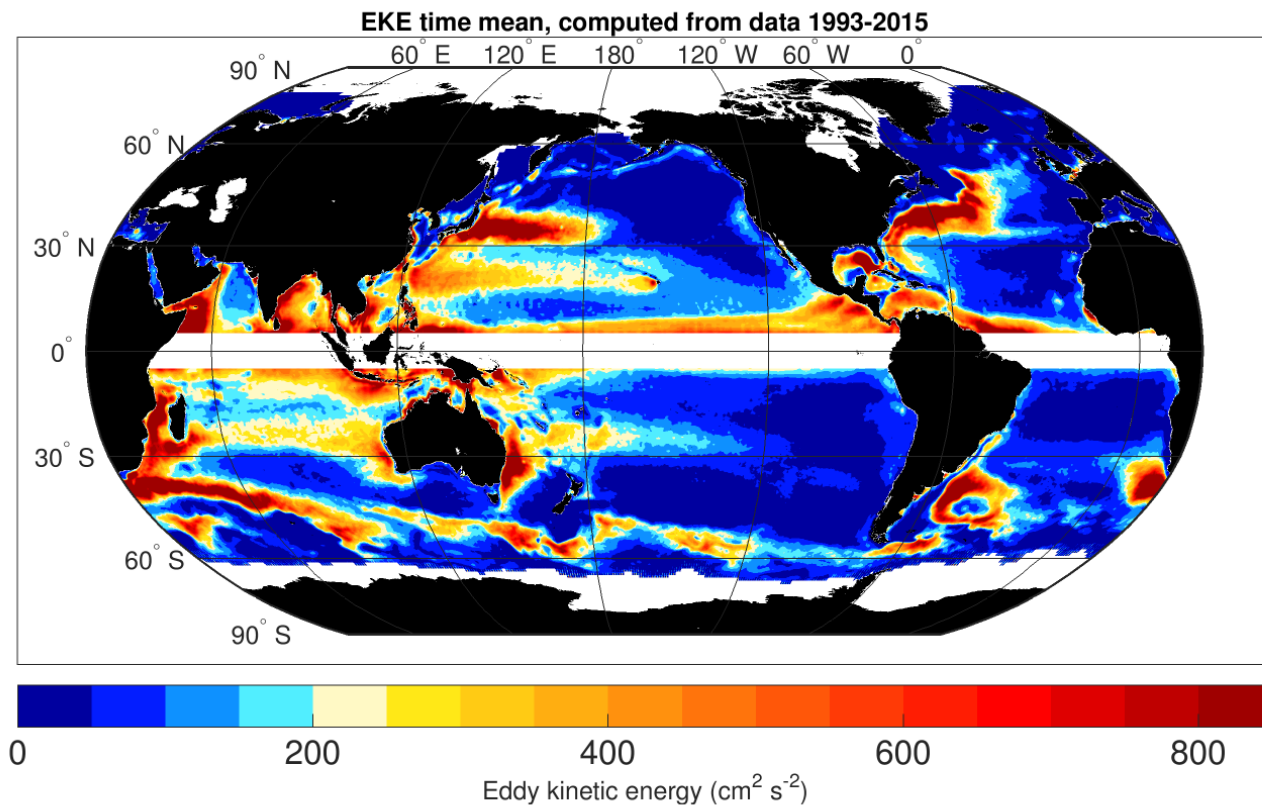 EKE time mean, computed from data 1993-2015
60° E 120° E 180° 120° W 60° W 0°
90° N
60° N
30° N
0°
30° S
60° S
90° S
0 200 400 600 800
Eddy kinetic energy (cm² s⁻²)